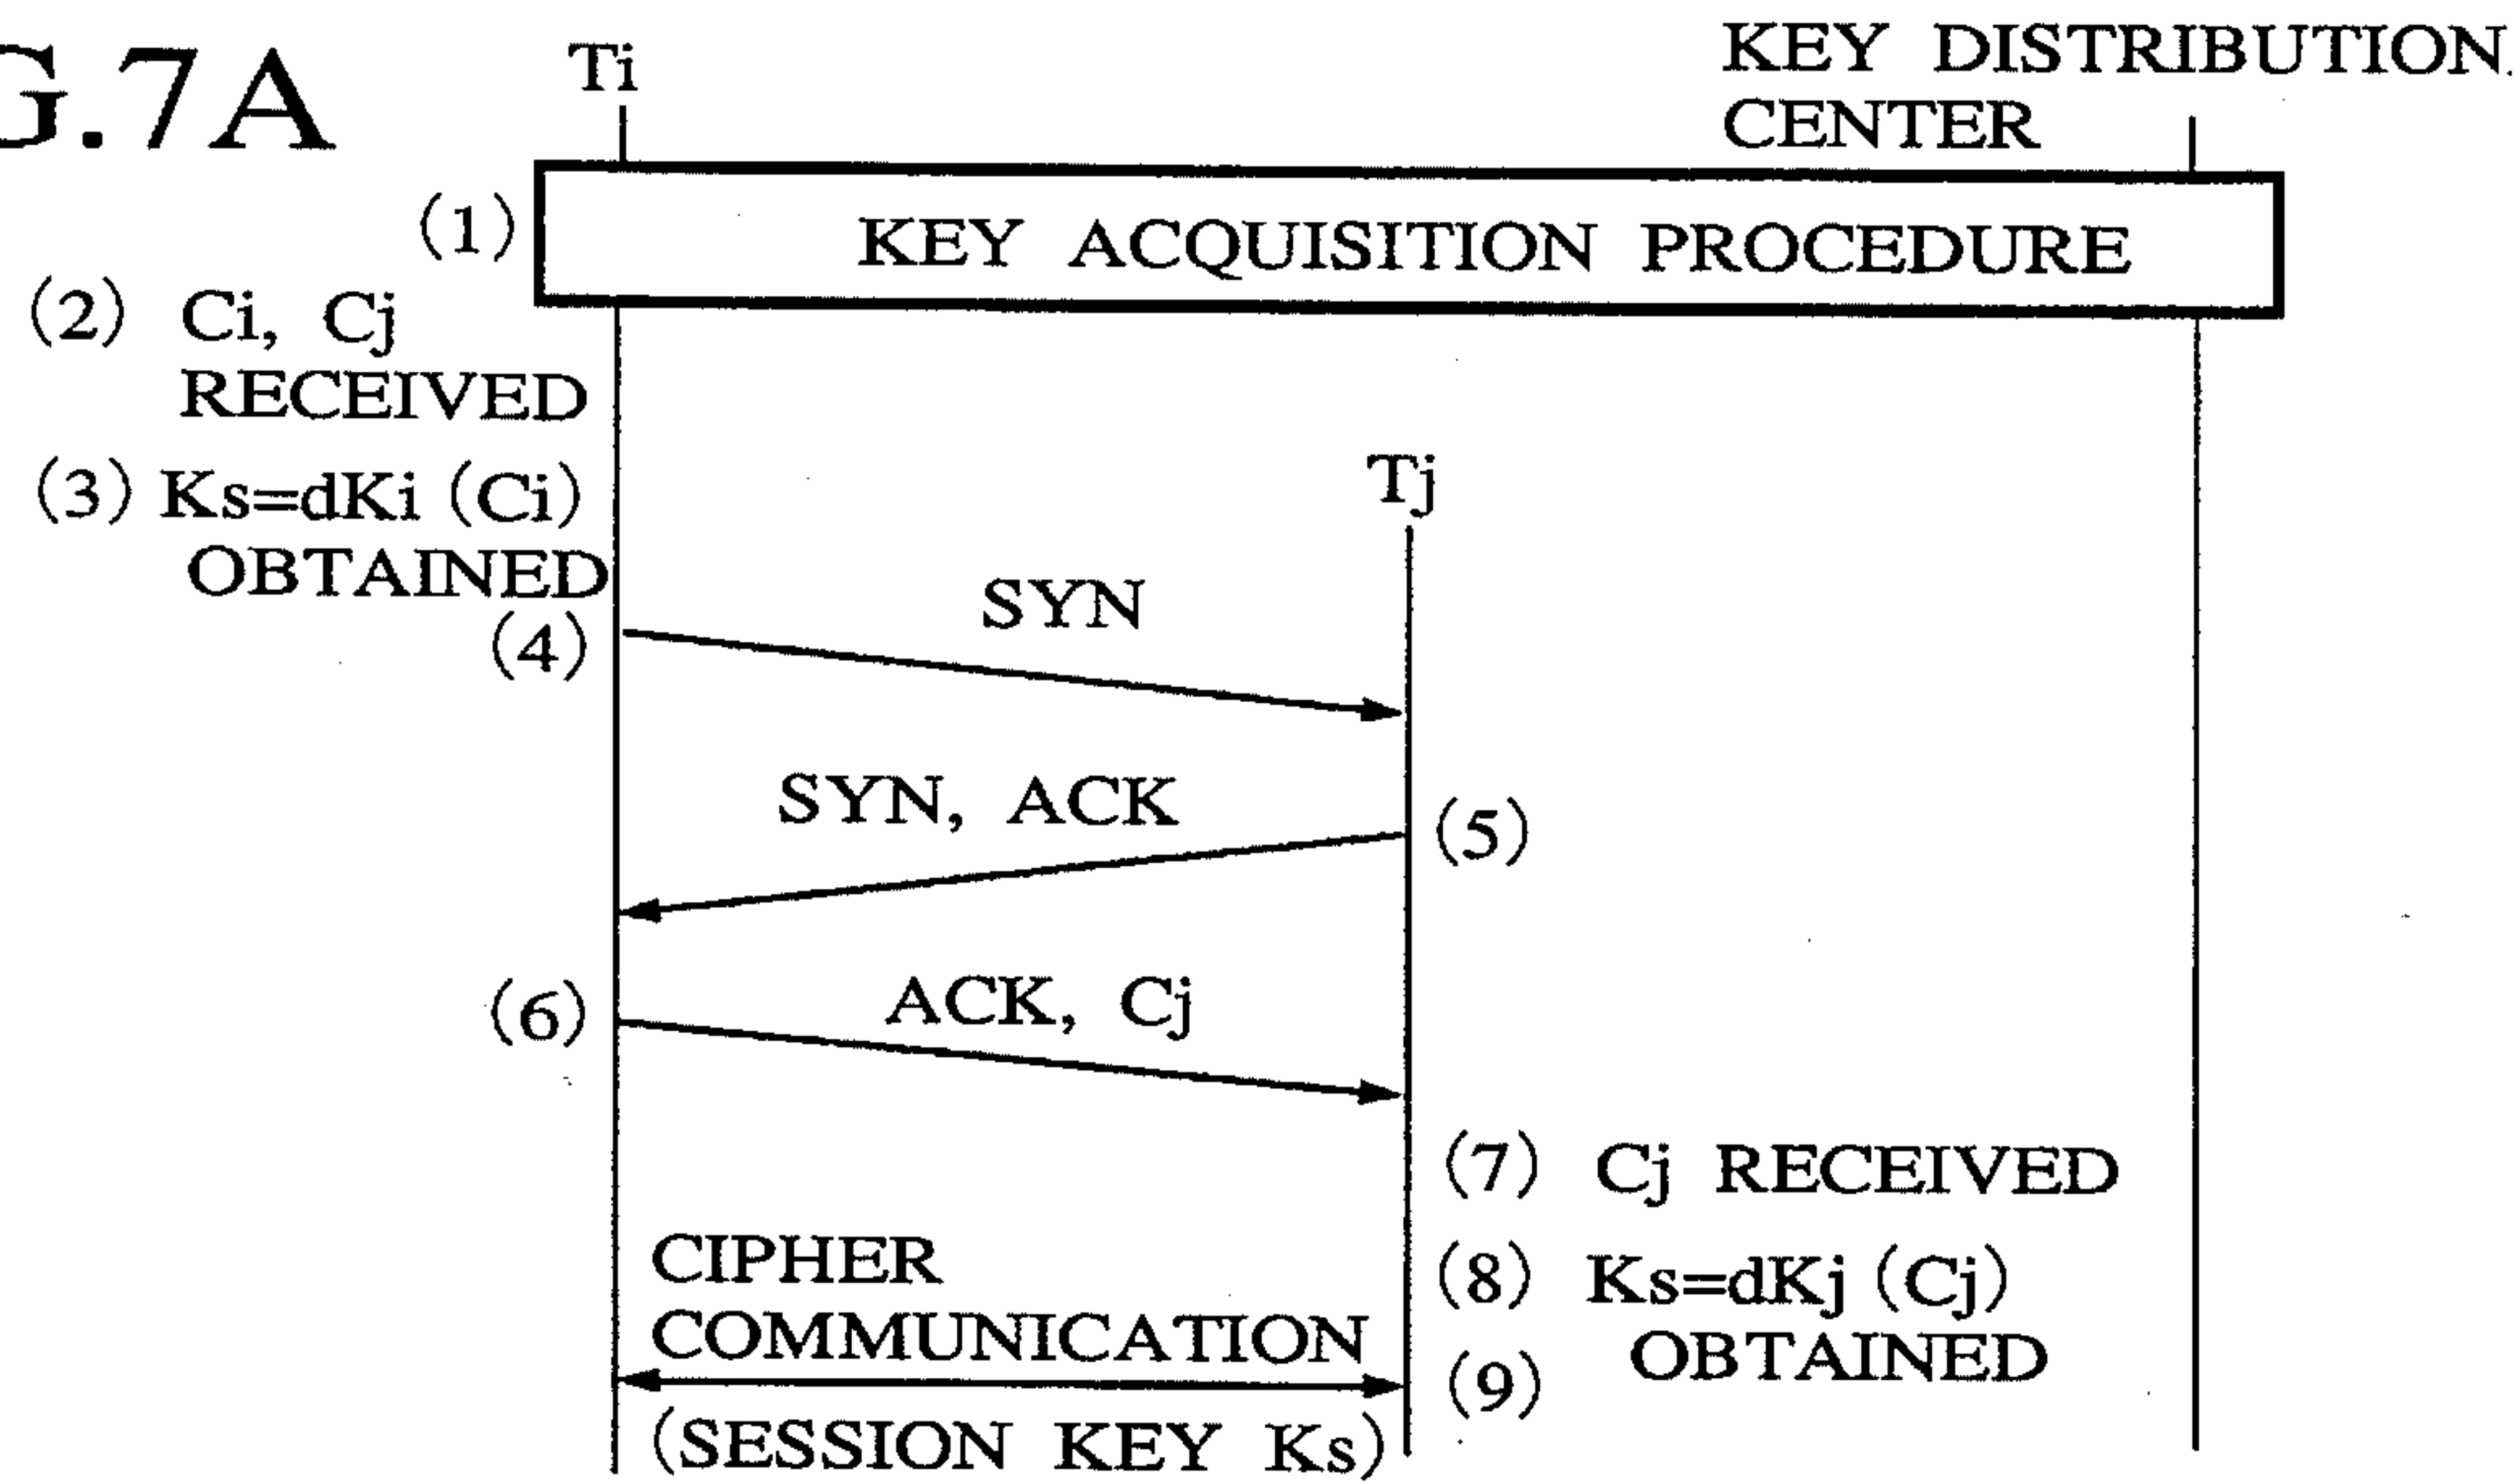 G.7A
Ti
KEY DISTRIBUTION
CENTER
(1)
KEY ACQUISITION PROCEDURE
(2) Ci, Cj
RECEIVED
(3) Ks=dKi (Ci)
OBTAINED
Tj
(4)
SYN
SYN, ACK
(5)
(6)
ACK, Cj
(7) Cj RECEIVED
(8) Ks=dKj (Cj)
OBTAINED
CIPHER
COMMUNICATION
(9)
(SESSION KEY Ks)